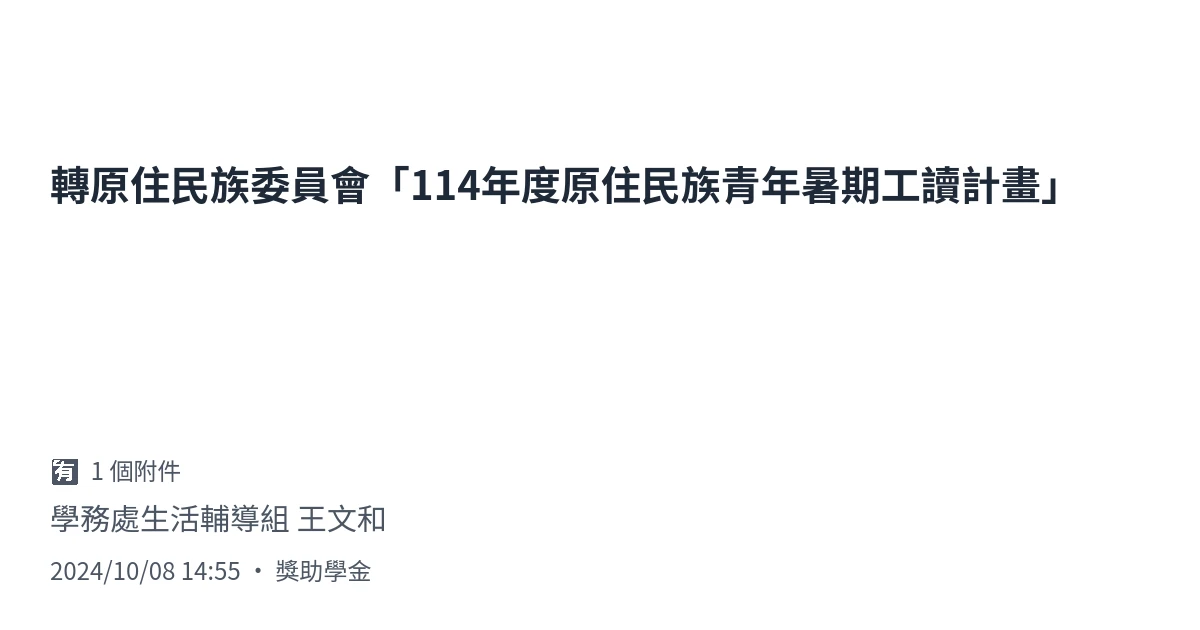 轉原住民族委員會「114年度原住民族青年暑期工讀計畫」
有 1 個附件
學務處生活輔導組 王文和
2024/10/08 14:55 · 獎助學金